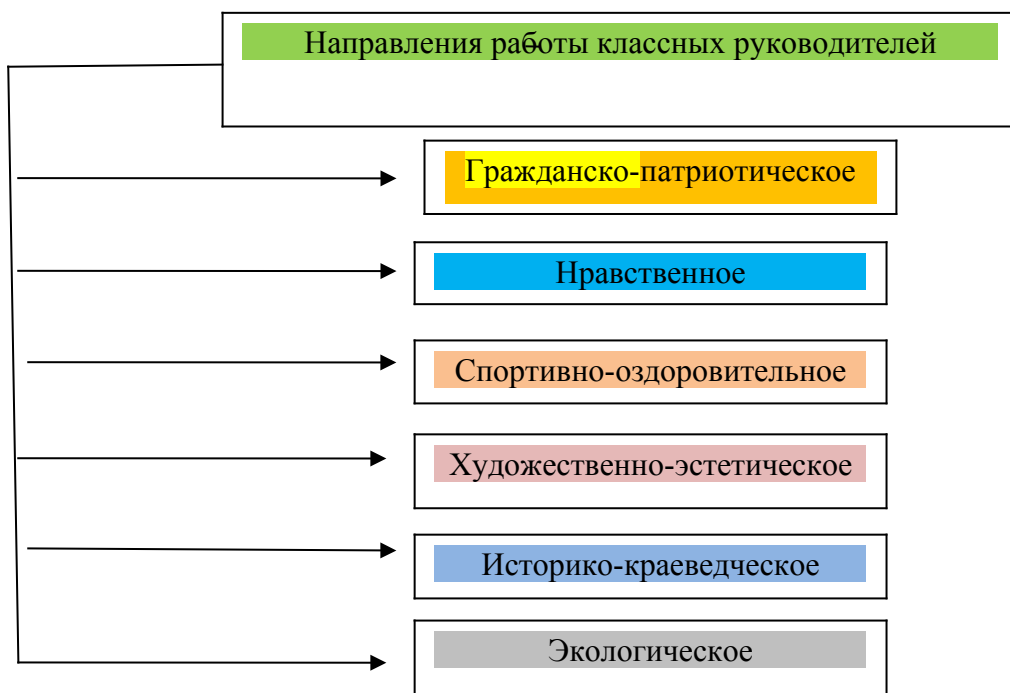 Направления работы классных руководителей
Гражданско-патриотическое
Нравственное
Спортивно-оздоровительное
Художественно-эстетическое
Историко-краеведческое
Экологическое